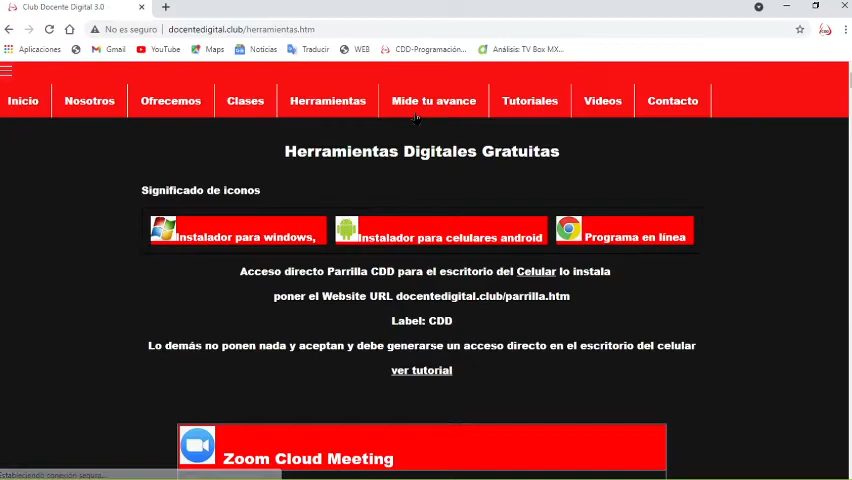 Club Docente Digital 3.0
No es seguro docentedigital.club/herramientas.htm
Aplicaciones Gmail YouTube Maps Noticias Traducir WEB CDD-Programación... Análisis: TV Box MX...
Inicio Nosotros Ofrecemos Clases Herramientas Mide tu avance Tutoriales Videos Contacto
Herramientas Digitales Gratuitas
Significado de iconos
Instalador para windows, Instalador para celulares android Programa en línea
Acceso directo Parrilla CDD para el escritorio del Celular lo instala
poner el Website URL docentedigital.club/parrilla.htm
Label: CDD
Lo demás no ponen nada y aceptan y debe generarse un acceso directo en el escritorio del celular
ver tutorial
Zoom Cloud Meeting
Estableciendo conexión segura...